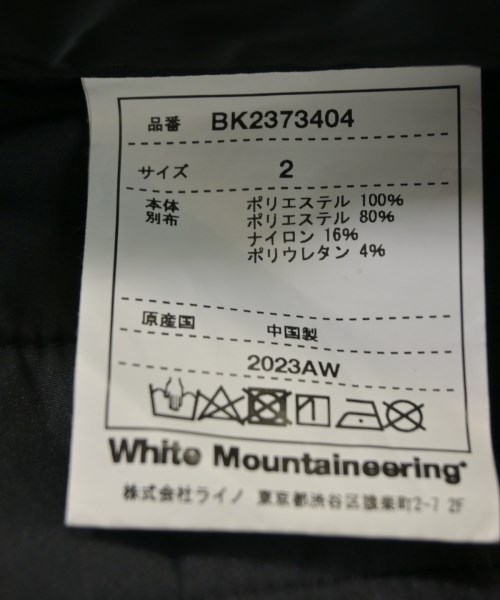 品番 BK2373404
サイズ 2
本体 ポリエステル 100%
別布 ポリエステル 80%
ナイロン 16%
ポリウレタン 4%
原産国 中国製
2023AW
White Mountaineering
株式会社ライノ 東京都渋谷区鶯谷町2-7 2F